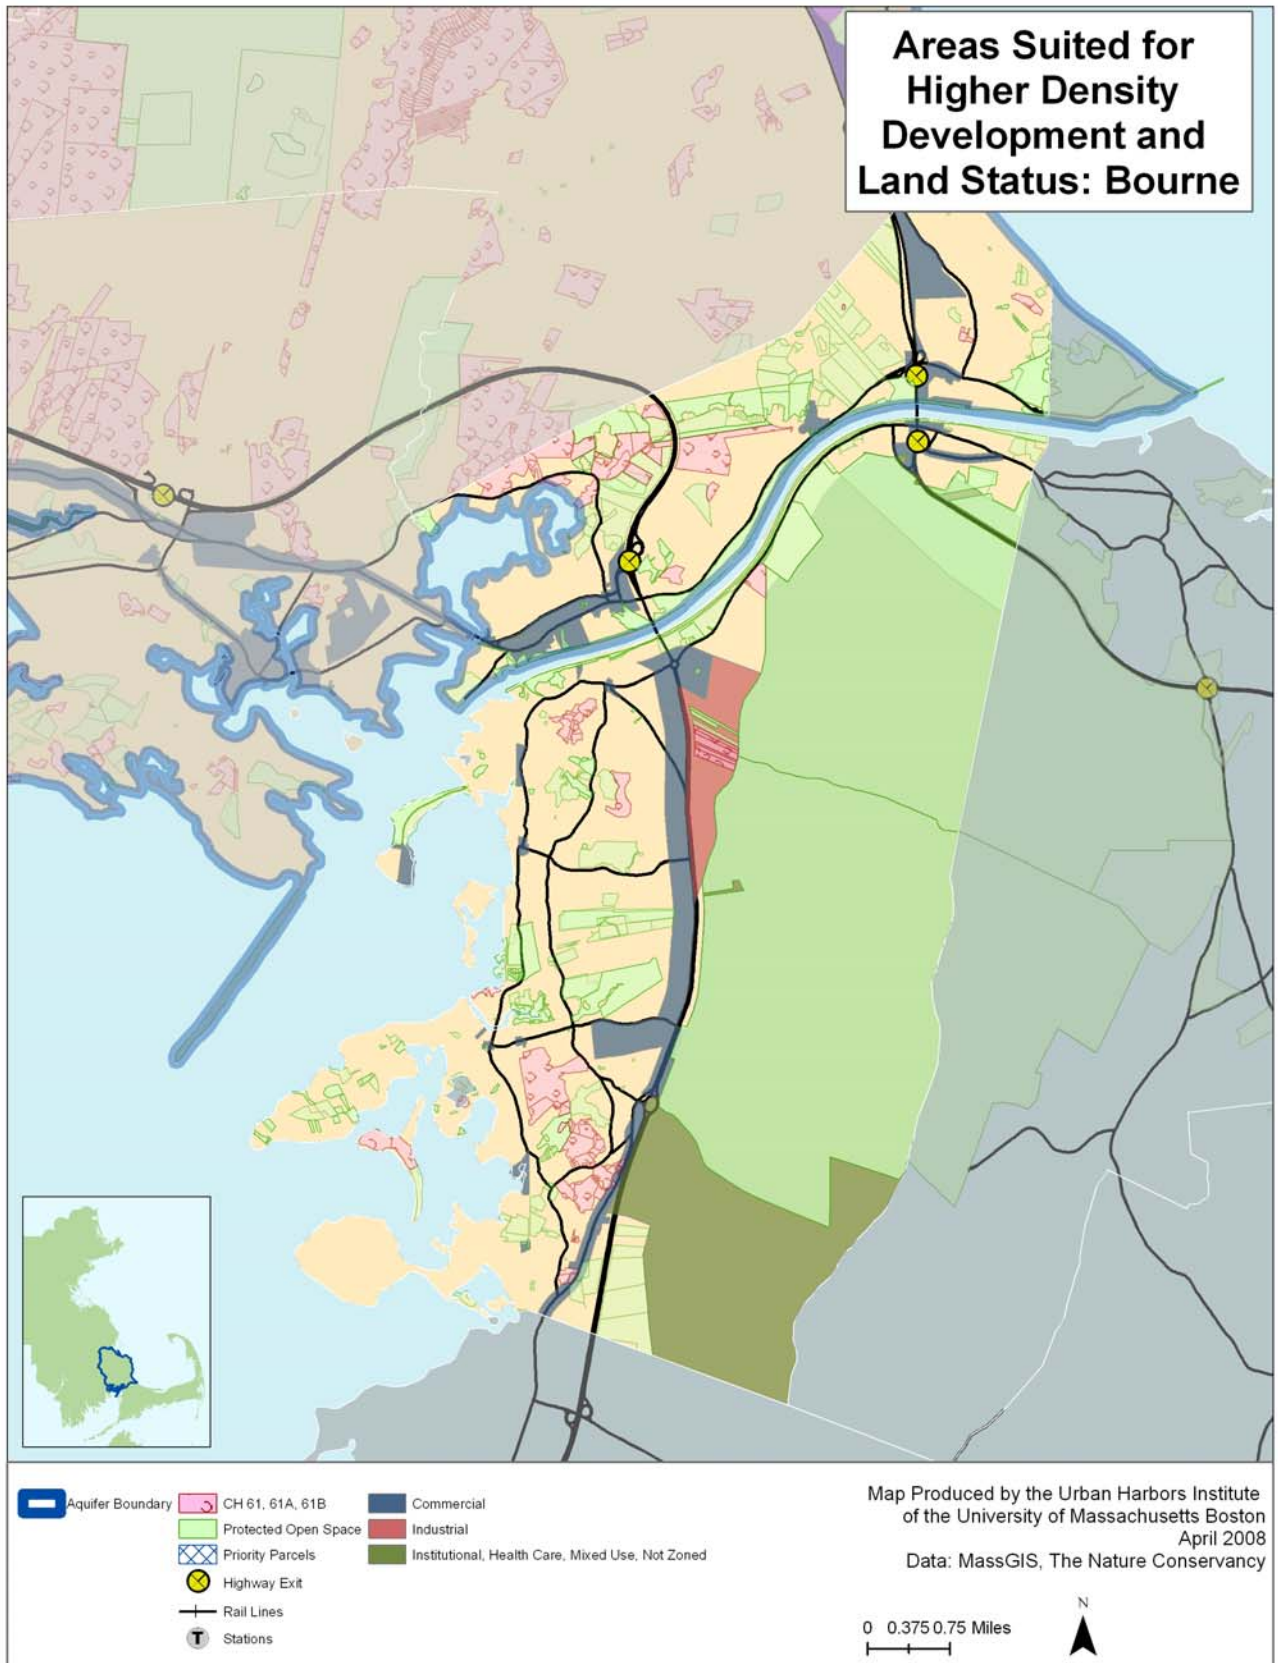 Areas Suited for
Higher Density
Development and
Land Status: Bourne
Aquifer Boundary
CH 61, 61A, 61B
Protected Open Space
Priority Parcels
Highway Exit
Rail Lines
T
Stations
Commercial
Industrial
Institutional, Health Care, Mixed Use, Not Zoned
Map Produced by the Urban Harbors Institute
of the University of Massachusetts Boston
April 2008
Data: MassGIS, The Nature Conservancy
N
0 0.375 0.75 Miles